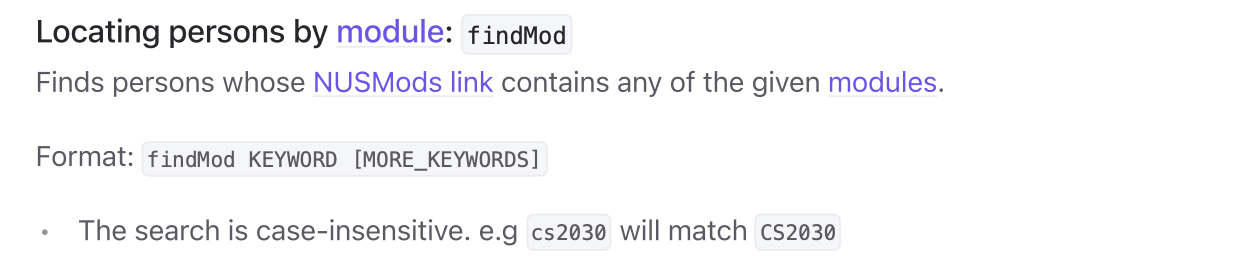 Locating persons by module: findMod
Finds persons whose NUSMods link contains any of the given modules.
Format: findMod KEYWORD [MORE_KEYWORDS]
• The search is case-insensitive. e.g cs2030 will match CS2030